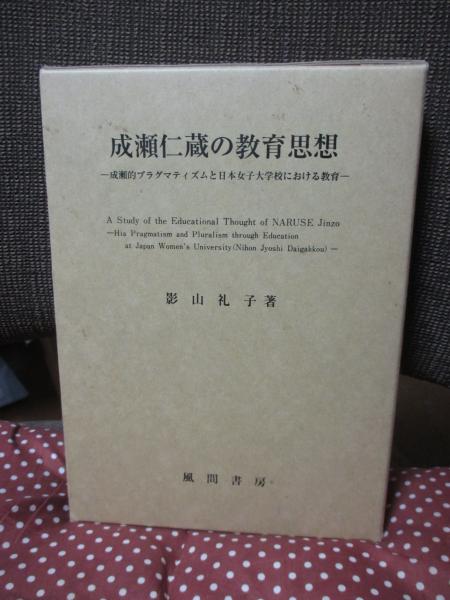 成瀬仁蔵の教育思想
―成瀬的プラグマティズムと日本女子大学校における教育―
A Study of the Educational Thought of NARUSE Jinzo
―His Pragmatism and Pluralism through Education
at Japan Women's University(Nihon Jyoshi Daigakkou)―
影山礼子著
風間書房